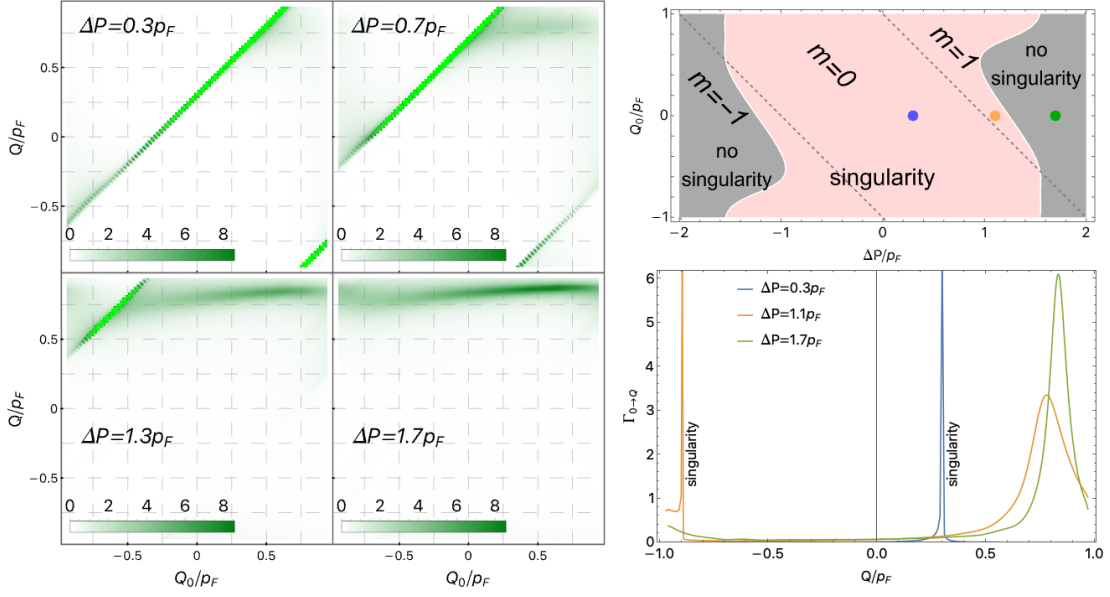 ΔP=0.3p_F
Q/p_F
0.5
0
−0.5
0 2 4 6 8
ΔP=0.7p_F
0 2 4 6 8
ΔP=1.3p_F
Q/p_F
0.5
0
−0.5
0 2 4 6 8
−0.5 0 0.5
Q_0/p_F
ΔP=1.7p_F
0 2 4 6 8
−0.5 0 0.5
Q_0/p_F
Q_0/p_F
1
0
−1
m=−1
m=0
m=1
no
singularity
no
singularity
singularity
−2 −1 0 1 2
ΔP/p_F
Γ_{0→Q}
6
5
4
3
2
1
0
ΔP=0.3p_F
ΔP=1.1p_F
ΔP=1.7p_F
singularity
singularity
−1.0 −0.5 0.0 0.5 1.0
Q/p_F